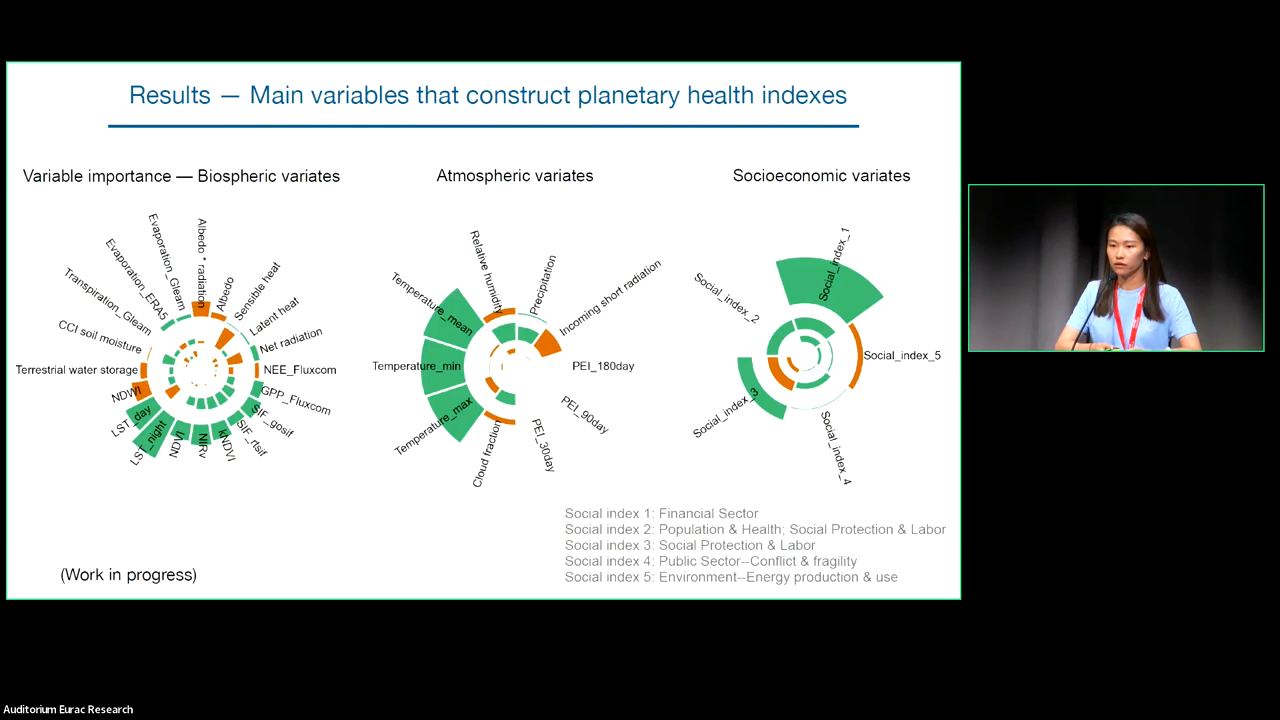 Results — Main variables that construct planetary health indexes
Variable importance — Biospheric variates
Atmospheric variates
Socioeconomic variates
Albedo * radiation
Albedo
Sensible heat
Latent heat
Net radiation
NEE_Fluxcom
GPP_Fluxcom
SIF_gosif
SIF_rtsif
kNDVI
NIRv
NDVI
LST_night
LST_day
NDWI
Terrestrial water storage
CCI soil moisture
Transpiration_Gleam
Evaporation_ERA5
Evaporation_Gleam
Relative humidity
Precipitation
Incoming short radiation
PEI_180day
PEI_90day
PEI_30day
Cloud fraction
Temperature_max
Temperature_min
Temperature_mean
Social_index_1
Social_index_5
Social_index_4
Social_index_3
Social_index_2
Social index 1: Financial Sector
Social index 2: Population & Health; Social Protection & Labor
Social index 3: Social Protection & Labor
Social index 4: Public Sector--Conflict & fragility
Social index 5: Environment--Energy production & use
(Work in progress)
Auditorium Eurac Research